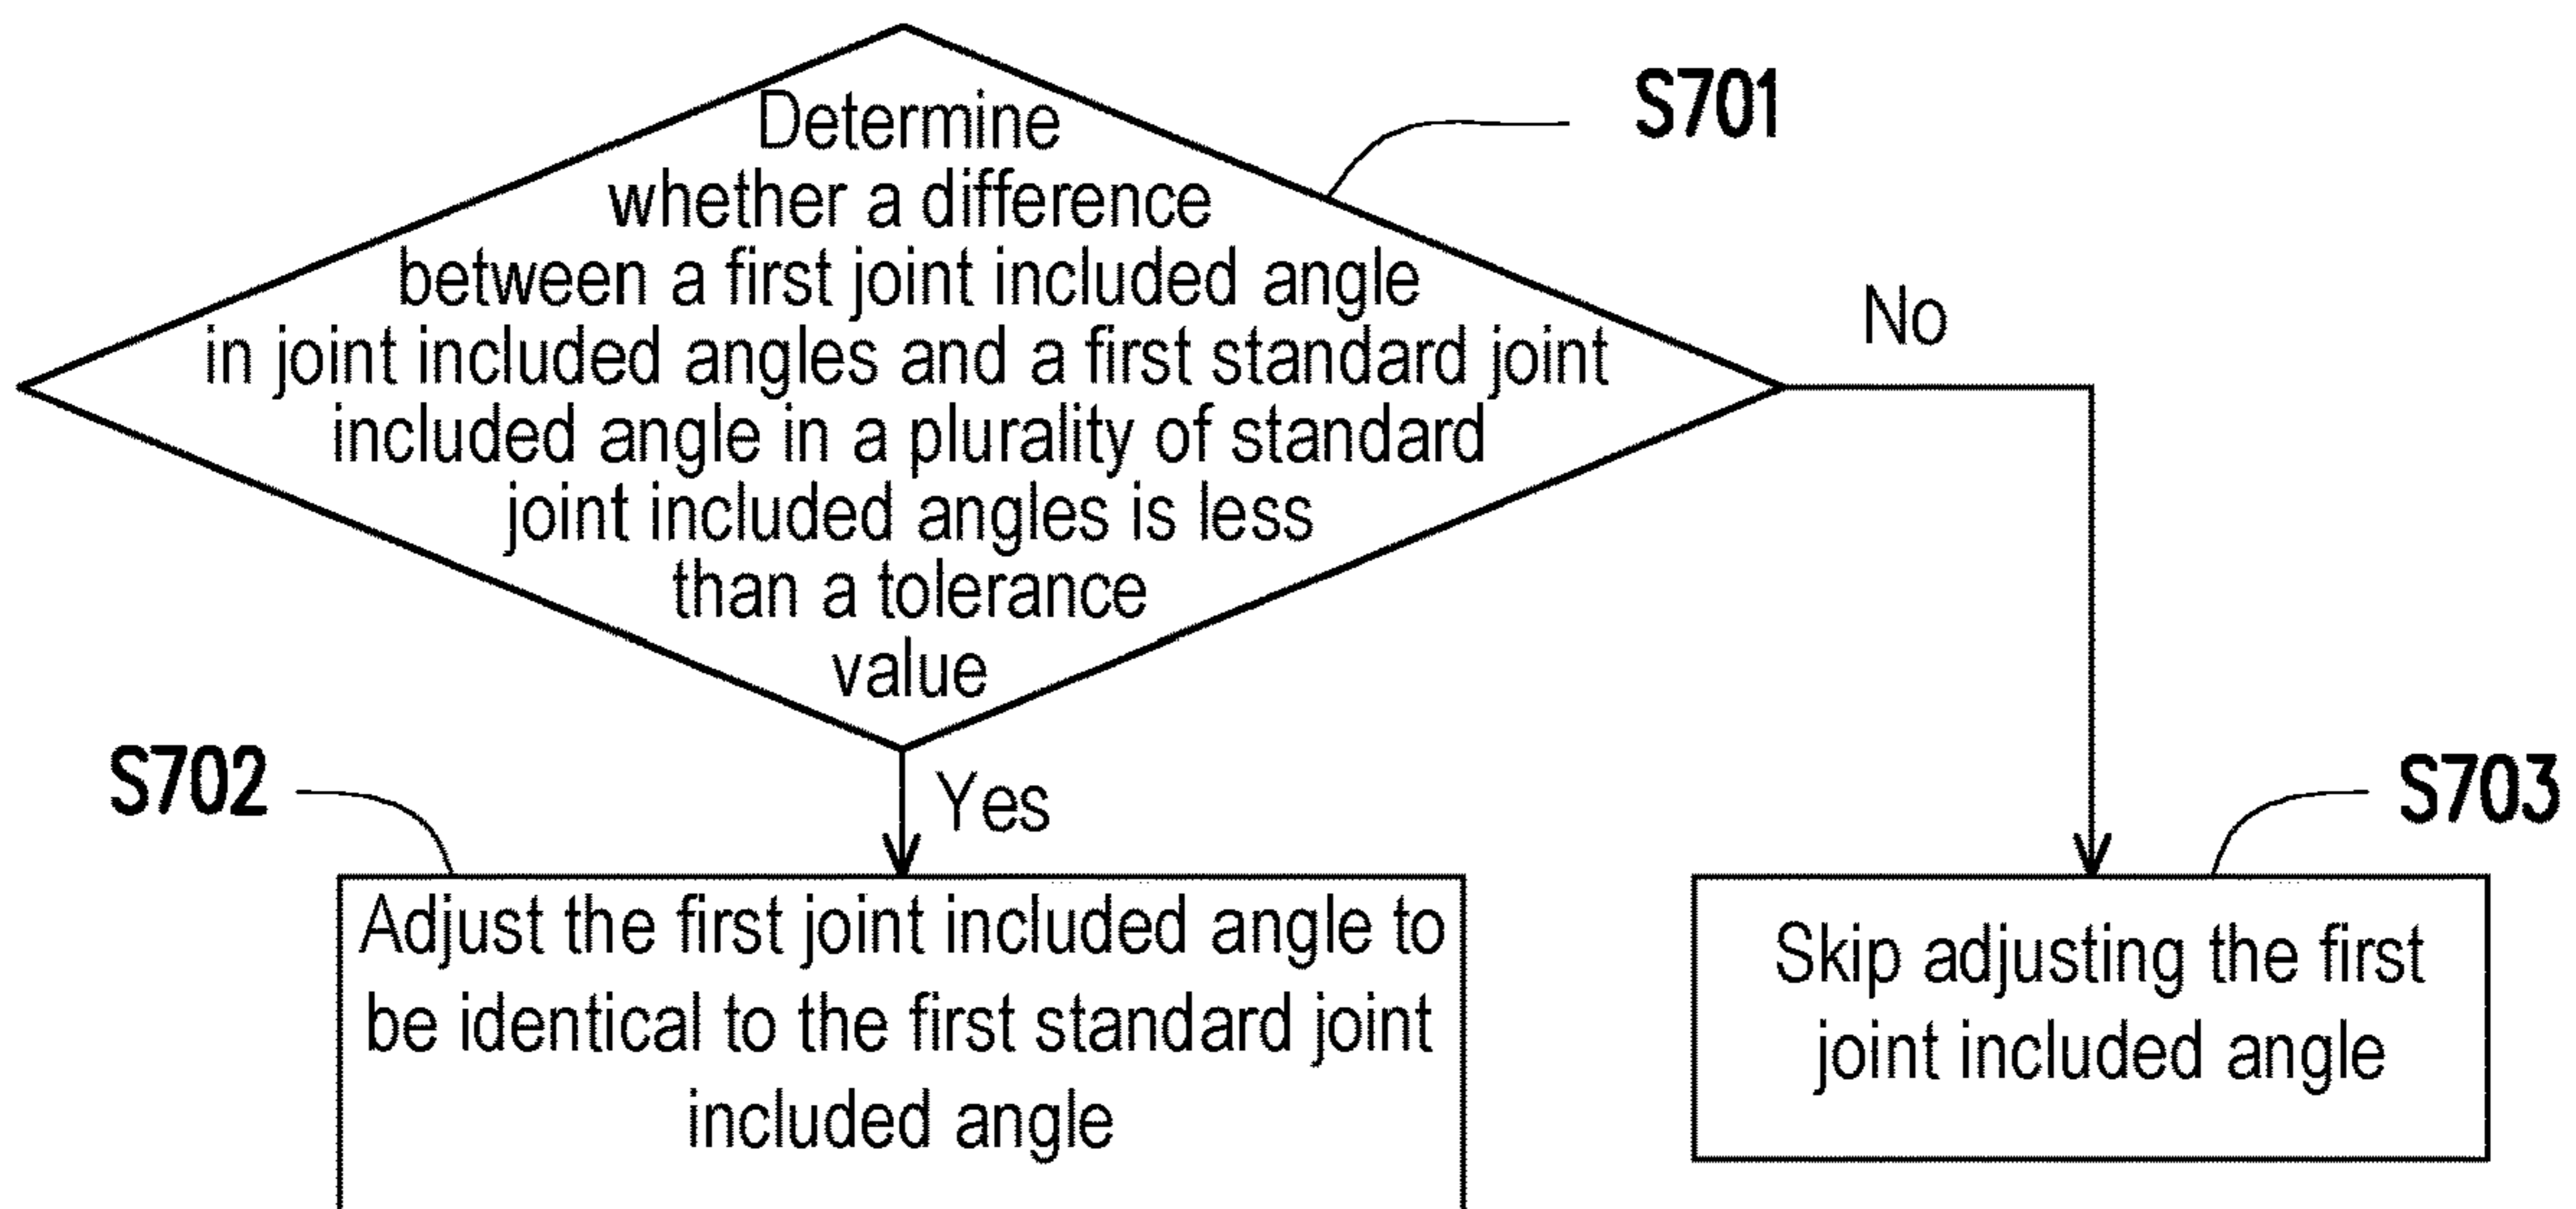 Determine
whether a difference
between a first joint included angle
in joint included angles and a first standard joint
included angle in a plurality of standard
joint included angles is less
than a tolerance
value
S701
No
Yes
S702
Adjust the first joint included angle to
be identical to the first standard joint
included angle
S703
Skip adjusting the first
joint included angle